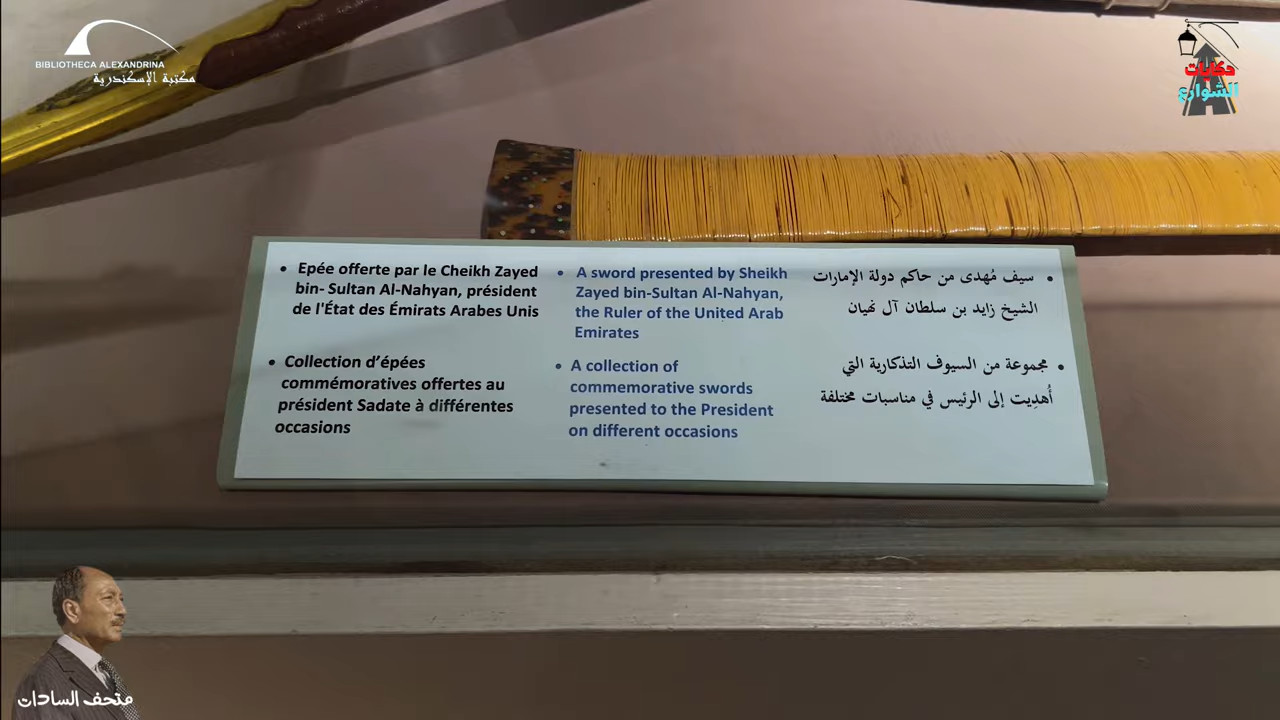 BIBLIOTHECA ALEXANDRINA
مكتبة الإسكندرية
حكايات
الشوارع
• Epée offerte par le Cheikh Zayed
bin- Sultan Al-Nahyan, président
de l'État des Émirats Arabes Unis
• Collection d'épées
commémoratives offertes au
président Sadate à différentes
occasions
• A sword presented by Sheikh
Zayed bin-Sultan Al-Nahyan,
the Ruler of the United Arab
Emirates
• A collection of
commemorative swords
presented to the President
on different occasions
• سيف مُهدى من حاكم دولة الإمارات
الشيخ زايد بن سلطان آل نهيان
• مجموعة من السيوف التذكارية التي
أُهديت إلى الرئيس في مناسبات مختلفة
متحف السادات